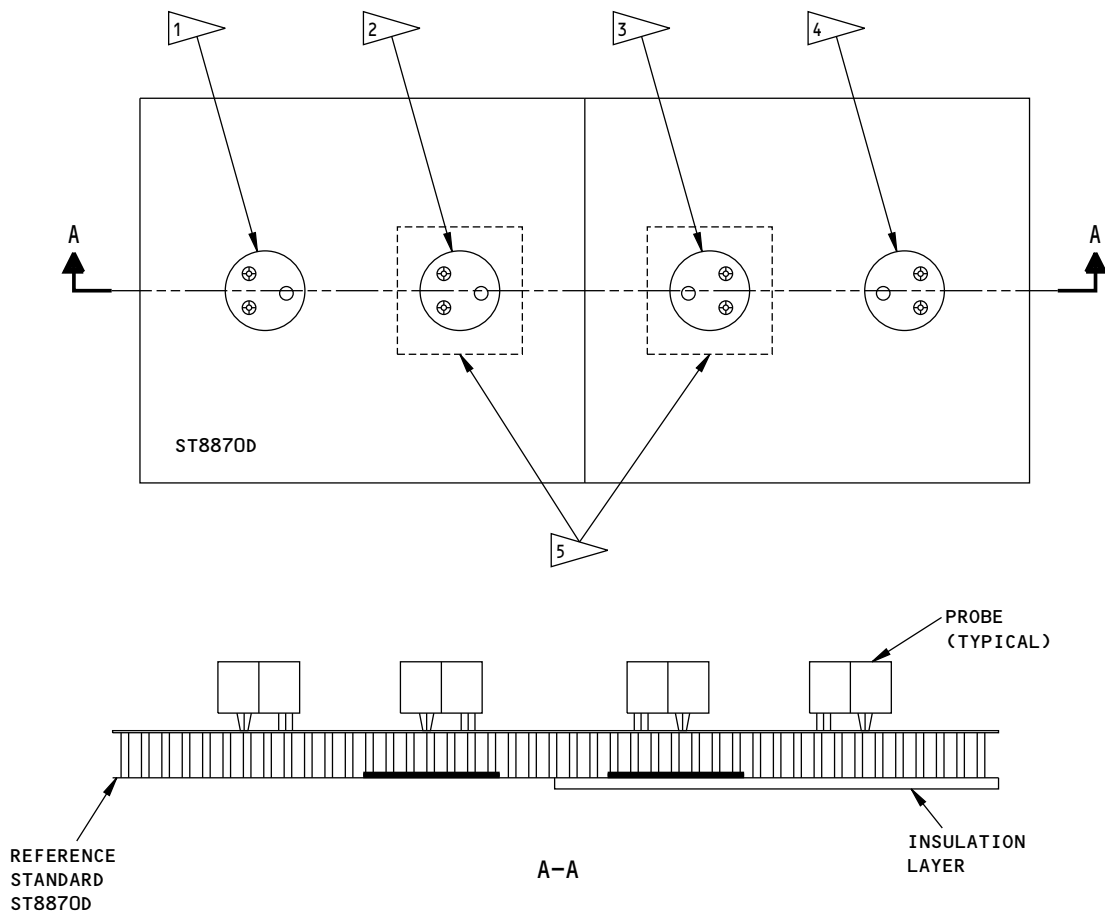 1
2
3
4
A
A
ST8870D
5
PROBE
(TYPICAL)
REFERENCE
STANDARD
ST8870D
A-A
INSULATION
LAYER